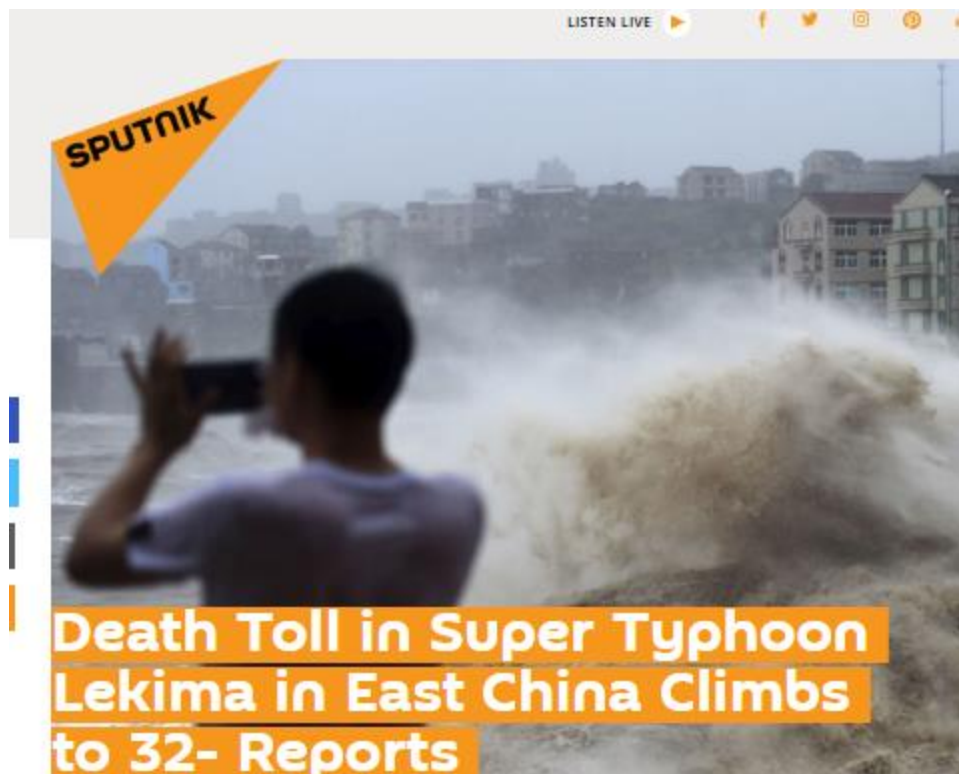 LISTEN LIVE
SPUTNIK
Death Toll in Super Typhoon
Lekima in East China Climbs
to 32- Reports